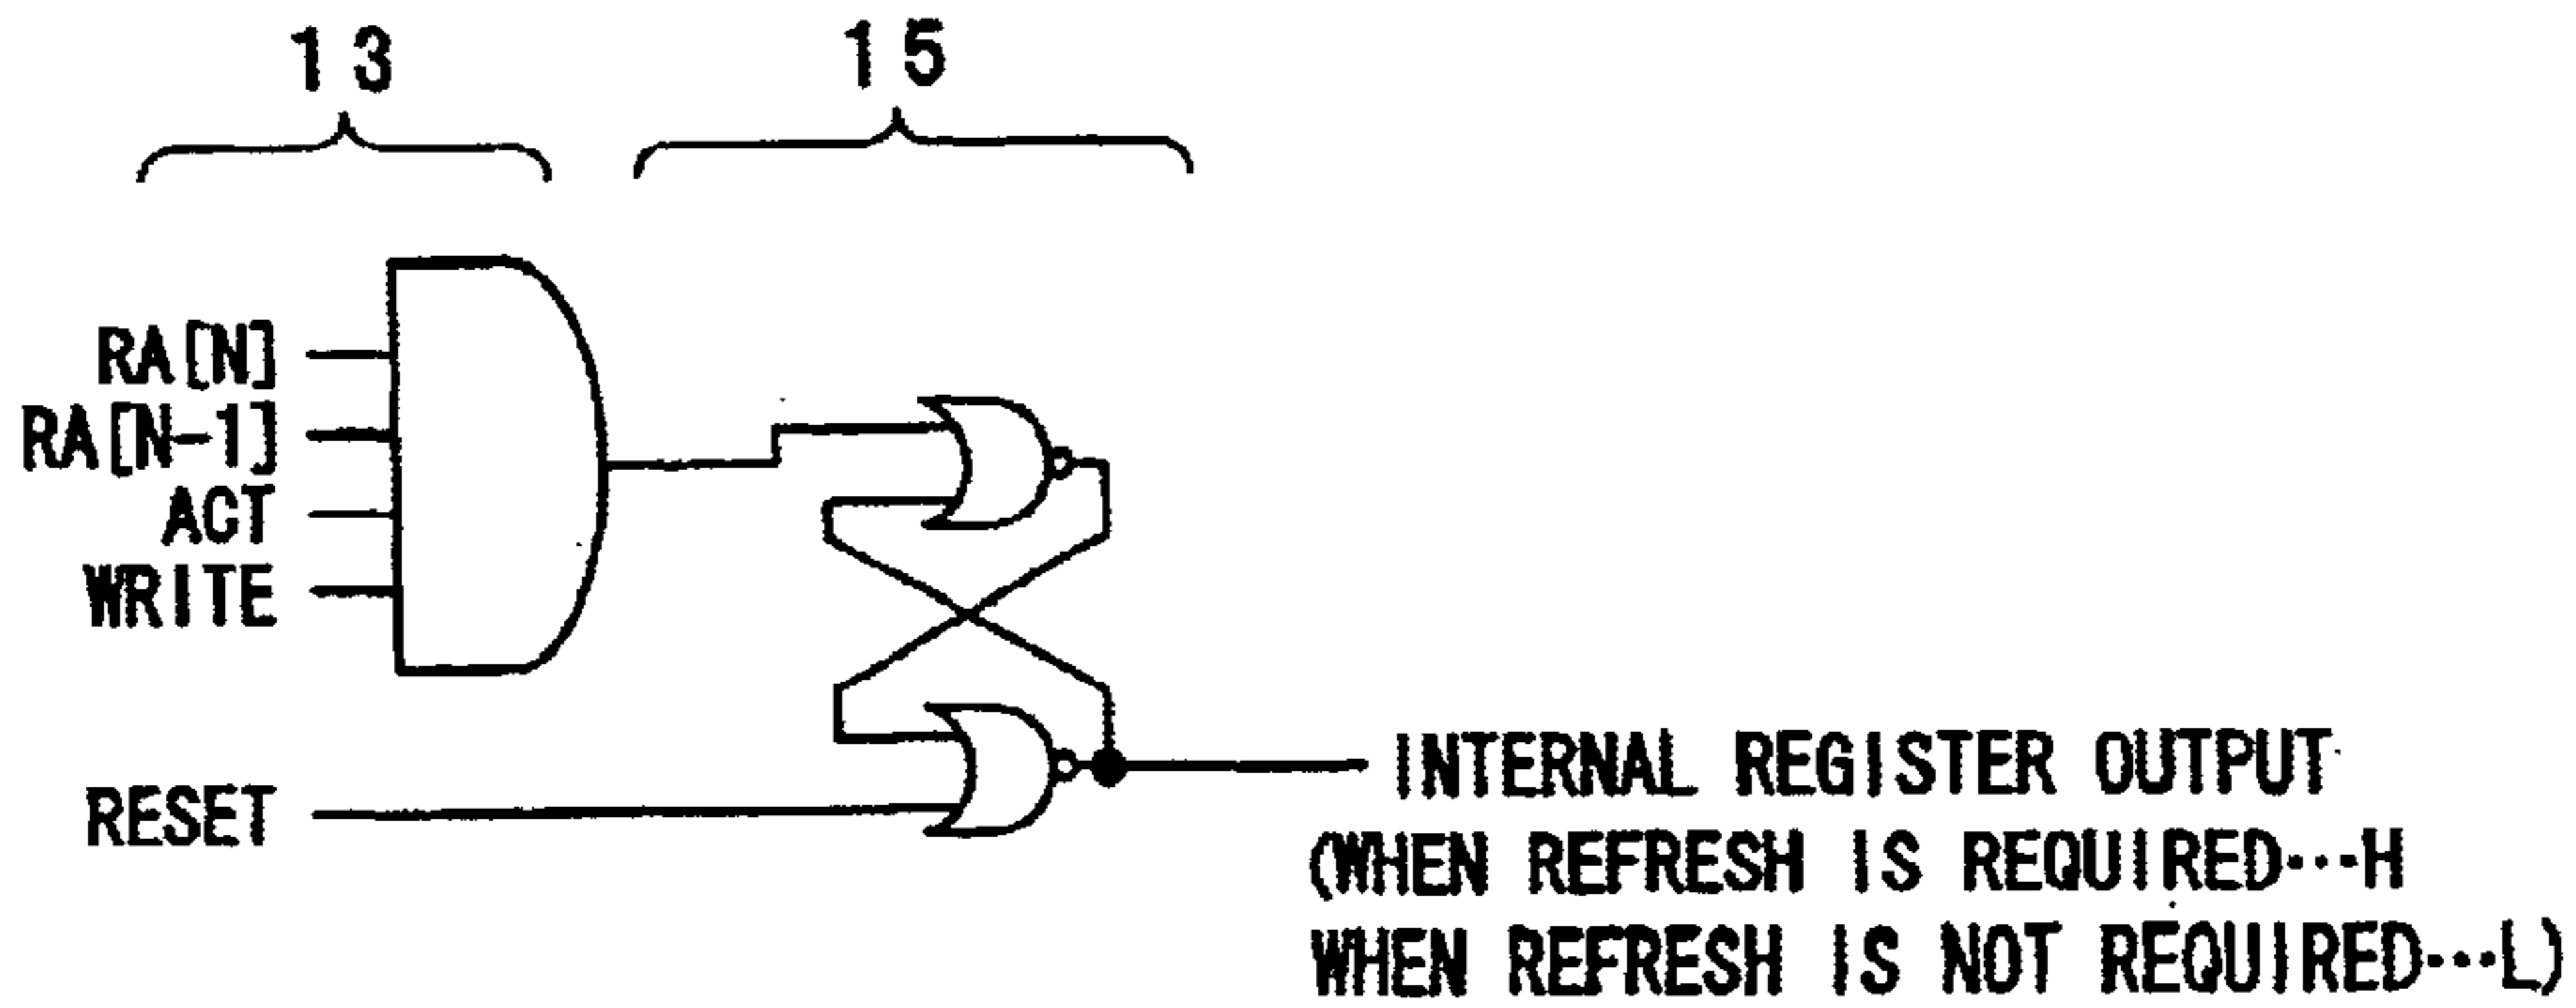 13
15
RA[N]
RA[N-1]
ACT
WRITE
RESET
INTERNAL REGISTER OUTPUT
(WHEN REFRESH IS REQUIRED···H
WHEN REFRESH IS NOT REQUIRED···L)